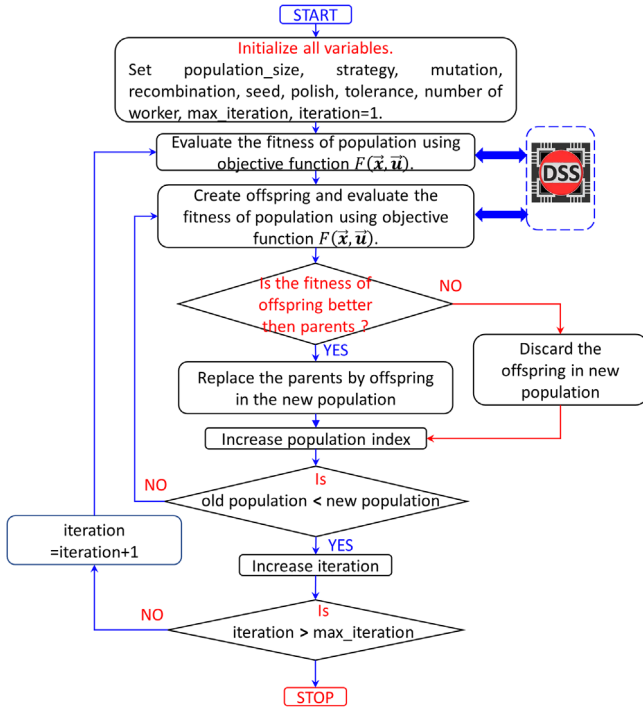 START
Initialize all variables.
Set population_size, strategy, mutation,
recombination, seed, polish, tolerance, number of
worker, max_iteration, iteration=1.
Evaluate the fitness of population using
objective function F(x⃗, u⃗).
DSS
Create offspring and evaluate the
fitness of population using objective
function F(x⃗, u⃗).
Is the fitness of
offspring better
then parents ?
NO
YES
Discard the
offspring in new
population
Replace the parents by offspring
in the new population
Increase population index
Is
old population < new population
NO
YES
iteration
=iteration+1
Increase iteration
Is
iteration > max_iteration
NO
YES
STOP